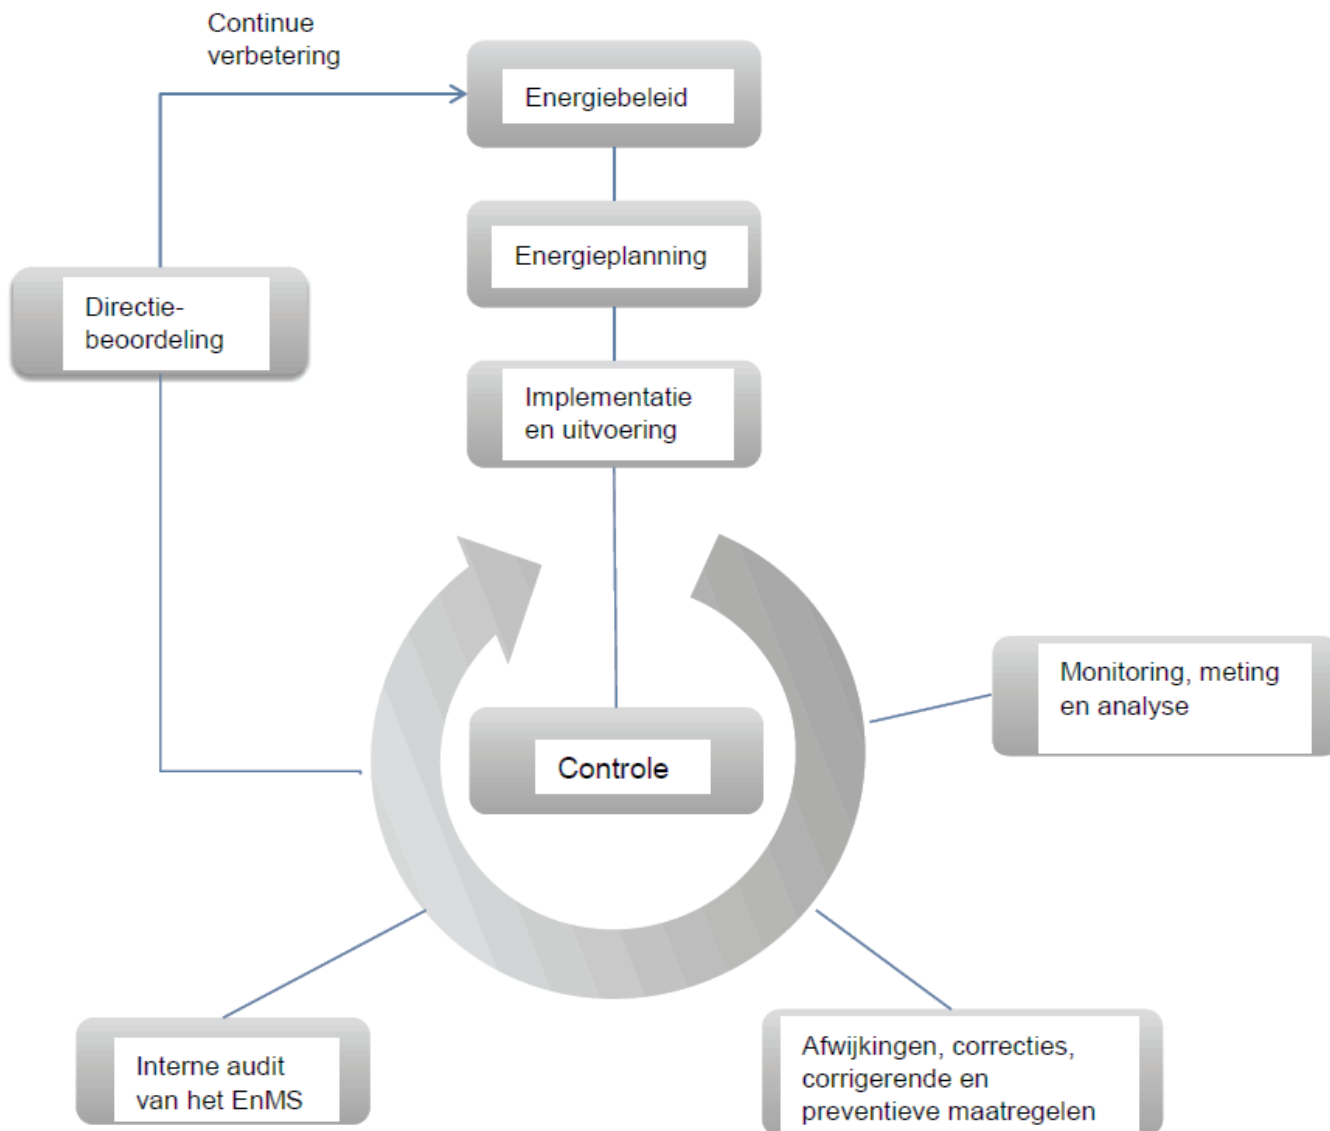 Continue
verbetering
Energiebeleid
Energieplanning
Directie-
beoordeling
Implementatie
en uitvoering
Monitoring, meting
en analyse
Controle
Interne audit
van het EnMS
Afwijkingen, correcties,
corrigerende en
preventieve maatregelen